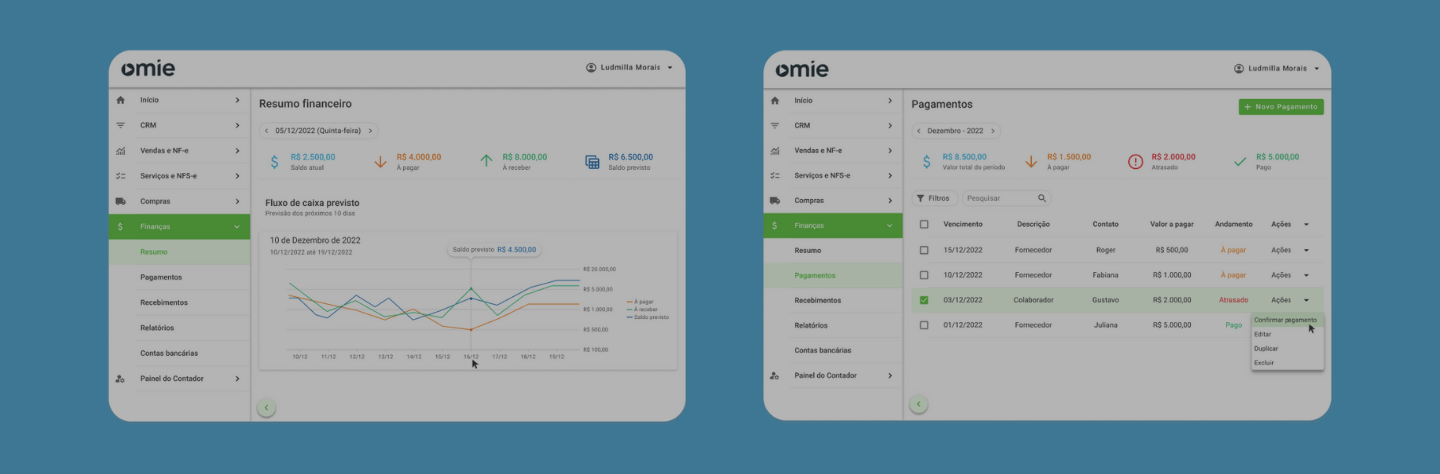 omie
Ludmilla Morais
Início
CRM
Vendas e NF-e
Serviços e NFS-e
Compras
Finanças
Resumo
Pagamentos
Recebimentos
Relatórios
Contas bancárias
Painel do Contador
Resumo financeiro
05/12/2022 (Quinta-feira)
R$ 2.500,00
Saldo atual
R$ 4.000,00
À pagar
R$ 8.000,00
À receber
R$ 6.500,00
Saldo previsto
Fluxo de caixa previsto
Previsão dos próximos 10 dias
10 de Dezembro de 2022
10/12/2022 até 19/12/2022
Saldo previsto R$ 4.500,00
R$ 20.000,00
R$ 5.000,00
R$ 1.000,00
R$ 500,00
R$ 100,00
À pagar
À receber
Saldo previsto
10/12 11/12 12/12 13/12 14/12 15/12 16/12 17/12 18/12 19/12
omie
Ludmilla Morais
Início
CRM
Vendas e NF-e
Serviços e NFS-e
Compras
Finanças
Resumo
Pagamentos
Recebimentos
Relatórios
Contas bancárias
Painel do Contador
Pagamentos
+ Novo Pagamento
Dezembro - 2022
R$ 8.500,00
Valor total do período
R$ 1.500,00
À pagar
R$ 2.000,00
Atrasado
R$ 5.000,00
Pago
Filtros
Pesquisar
Vencimento Descrição Contato Valor a pagar Andamento Ações
15/12/2022 Fornecedor Roger R$ 500,00 À pagar Ações
10/12/2022 Fornecedor Fabiana R$ 1.000,00 À pagar Ações
03/12/2022 Colaborador Gustavo R$ 2.000,00 Atrasado Ações
01/12/2022 Fornecedor Juliana R$ 5.000,00 Pago
Confirmar pagamento
Editar
Duplicar
Excluir